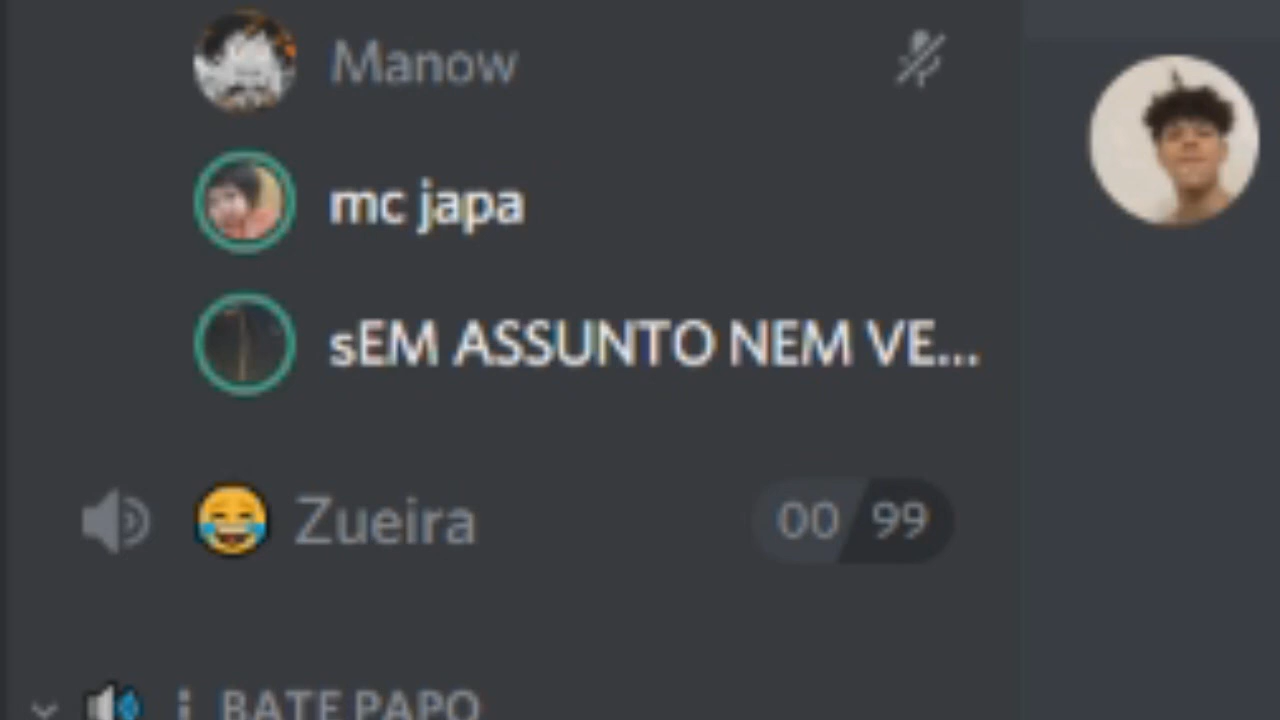 Manow
mc japa
sEM ASSUNTO NEM VE...
Zueira 00 99
BATE PAPO